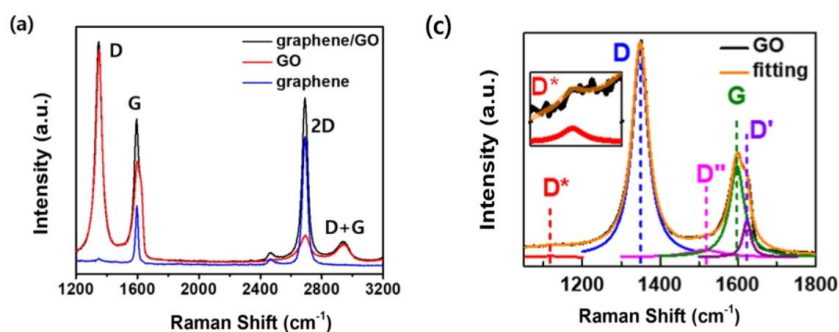 (a)
Intensity (a.u.)
D
G
2D
D+G
graphene/GO
GO
graphene
1200 1600 2000 2400 2800 3200
Raman Shift (cm-1)
(c)
Intensity (a.u.)
D*
D*
D
D"
G
D'
GO
fitting
1200 1400 1600 1800
Raman Shift (cm-1)